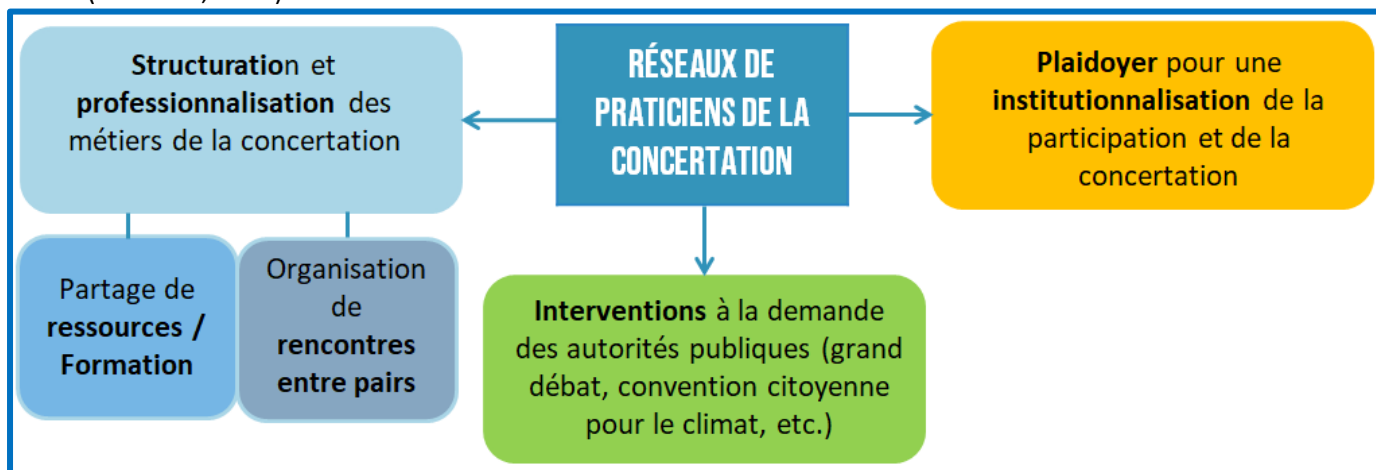 Structuration et
professionnalisation des
métiers de la concertation
RÉSEAUX DE
PRATICIENS DE LA
CONCERTATION
Plaidoyer pour une
institutionnalisation de la
participation et de la
concertation
Partage de
ressources /
Formation
Organisation
de
rencontres
entre pairs
Interventions à la demande
des autorités publiques (grand
débat, convention citoyenne
pour le climat, etc.)